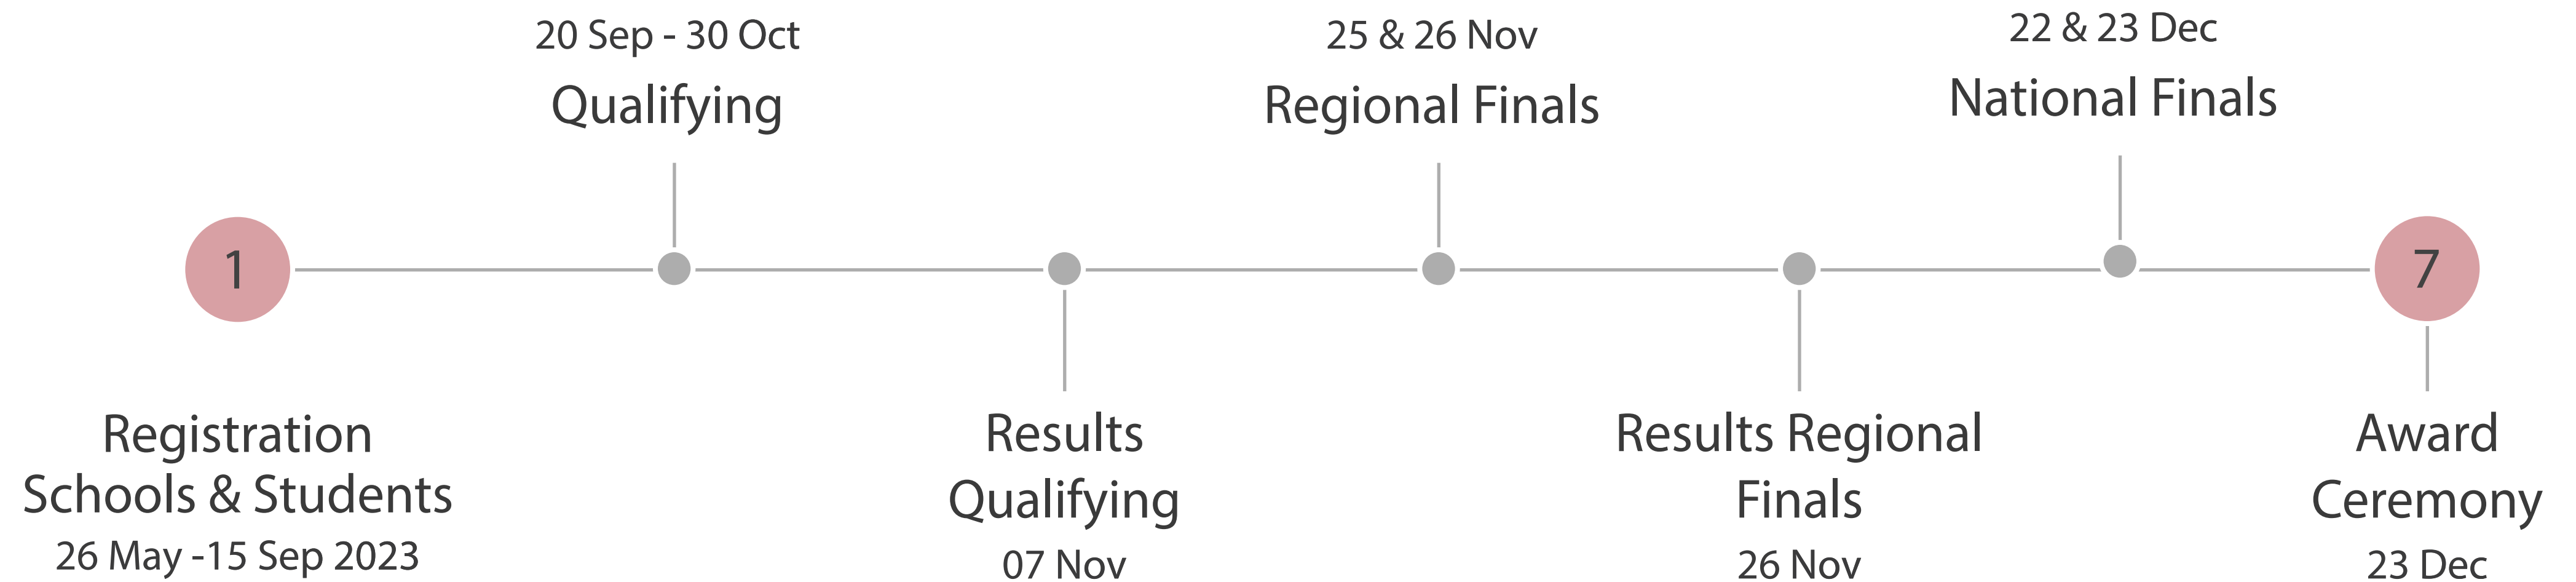 20 Sep - 30 Oct
Qualifying
25 & 26 Nov
Regional Finals
22 & 23 Dec
National Finals
1
7
Registration
Schools & Students
26 May -15 Sep 2023
Results
Qualifying
07 Nov
Results Regional
Finals
26 Nov
Award
Ceremony
23 Dec